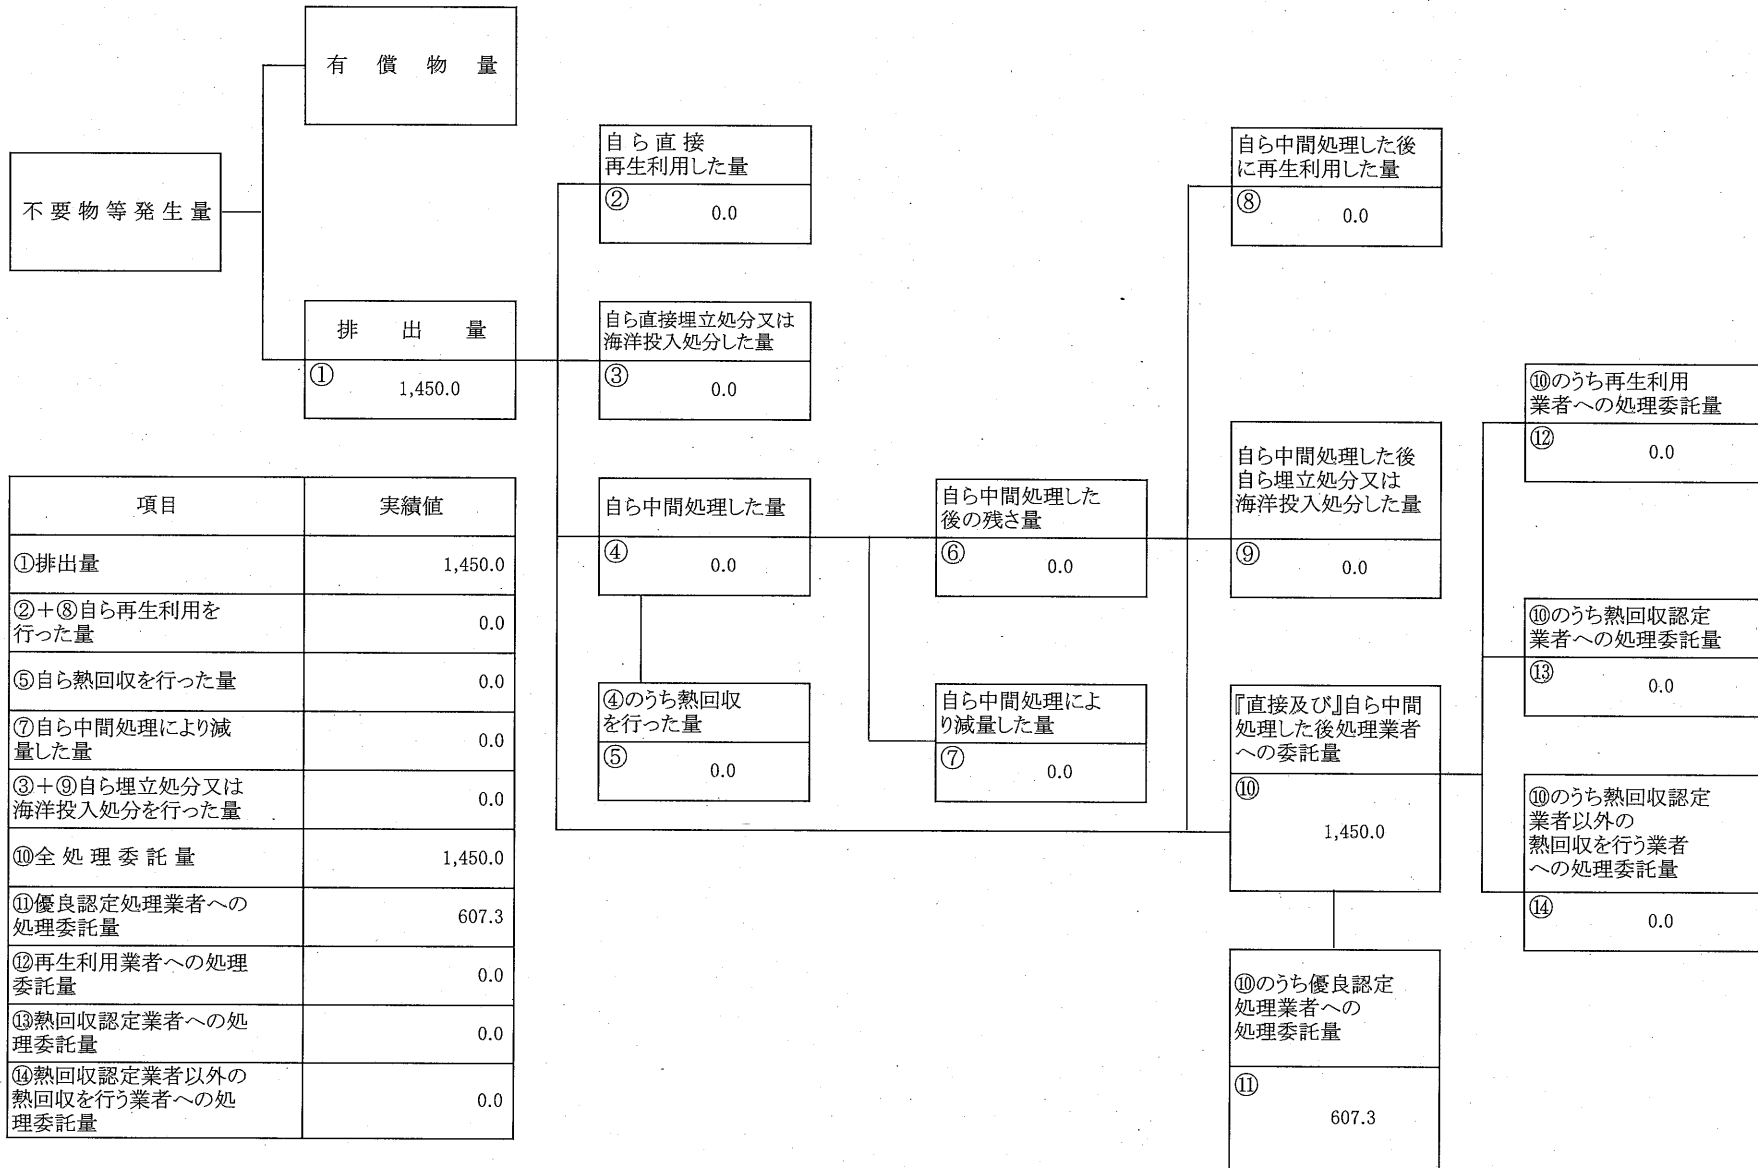 有 償 物 量
不 要 物 等 発 生 量
排 出 量
①
1,450.0
自 ら 直 接
再生利用した量
②
0.0
自ら直接埋立処分又は
海洋投入処分した量
③
0.0
自ら中間処理した量
④
0.0
④のうち熱回収
を行った量
⑤
0.0
自ら中間処理した
後の残さ量
⑥
0.0
自ら中間処理によ
り減量した量
⑦
0.0
自ら中間処理した後
に再生利用した量
⑧
0.0
自ら中間処理した後
自ら埋立処分又は
海洋投入処分した量
⑨
0.0
『直接及び』自ら中間
処理した後処理業者
への委託量
⑩
1,450.0
⑩のうち優良認定
処理業者への
処理委託量
⑪
607.3
⑩のうち再生利用
業者への処理委託量
⑫
0.0
⑩のうち熱回収認定
業者への処理委託量
⑬
0.0
⑩のうち熱回収認定
業者以外の
熱回収を行う業者
への処理委託量
⑭
0.0
項目 実績値
①排出量 1,450.0
②＋⑧自ら再生利用を
行った量 0.0
⑤自ら熱回収を行った量 0.0
⑦自ら中間処理により減
量した量 0.0
③＋⑨自ら埋立処分又は
海洋投入処分を行った量 0.0
⑩全 処 理 委 託 量 1,450.0
⑪優良認定処理業者への
処理委託量 607.3
⑫再生利用業者への処理
委託量 0.0
⑬熱回収認定業者への処
理委託量 0.0
⑭熱回収認定業者以外の
熱回収を行う業者への処
理委託量 0.0